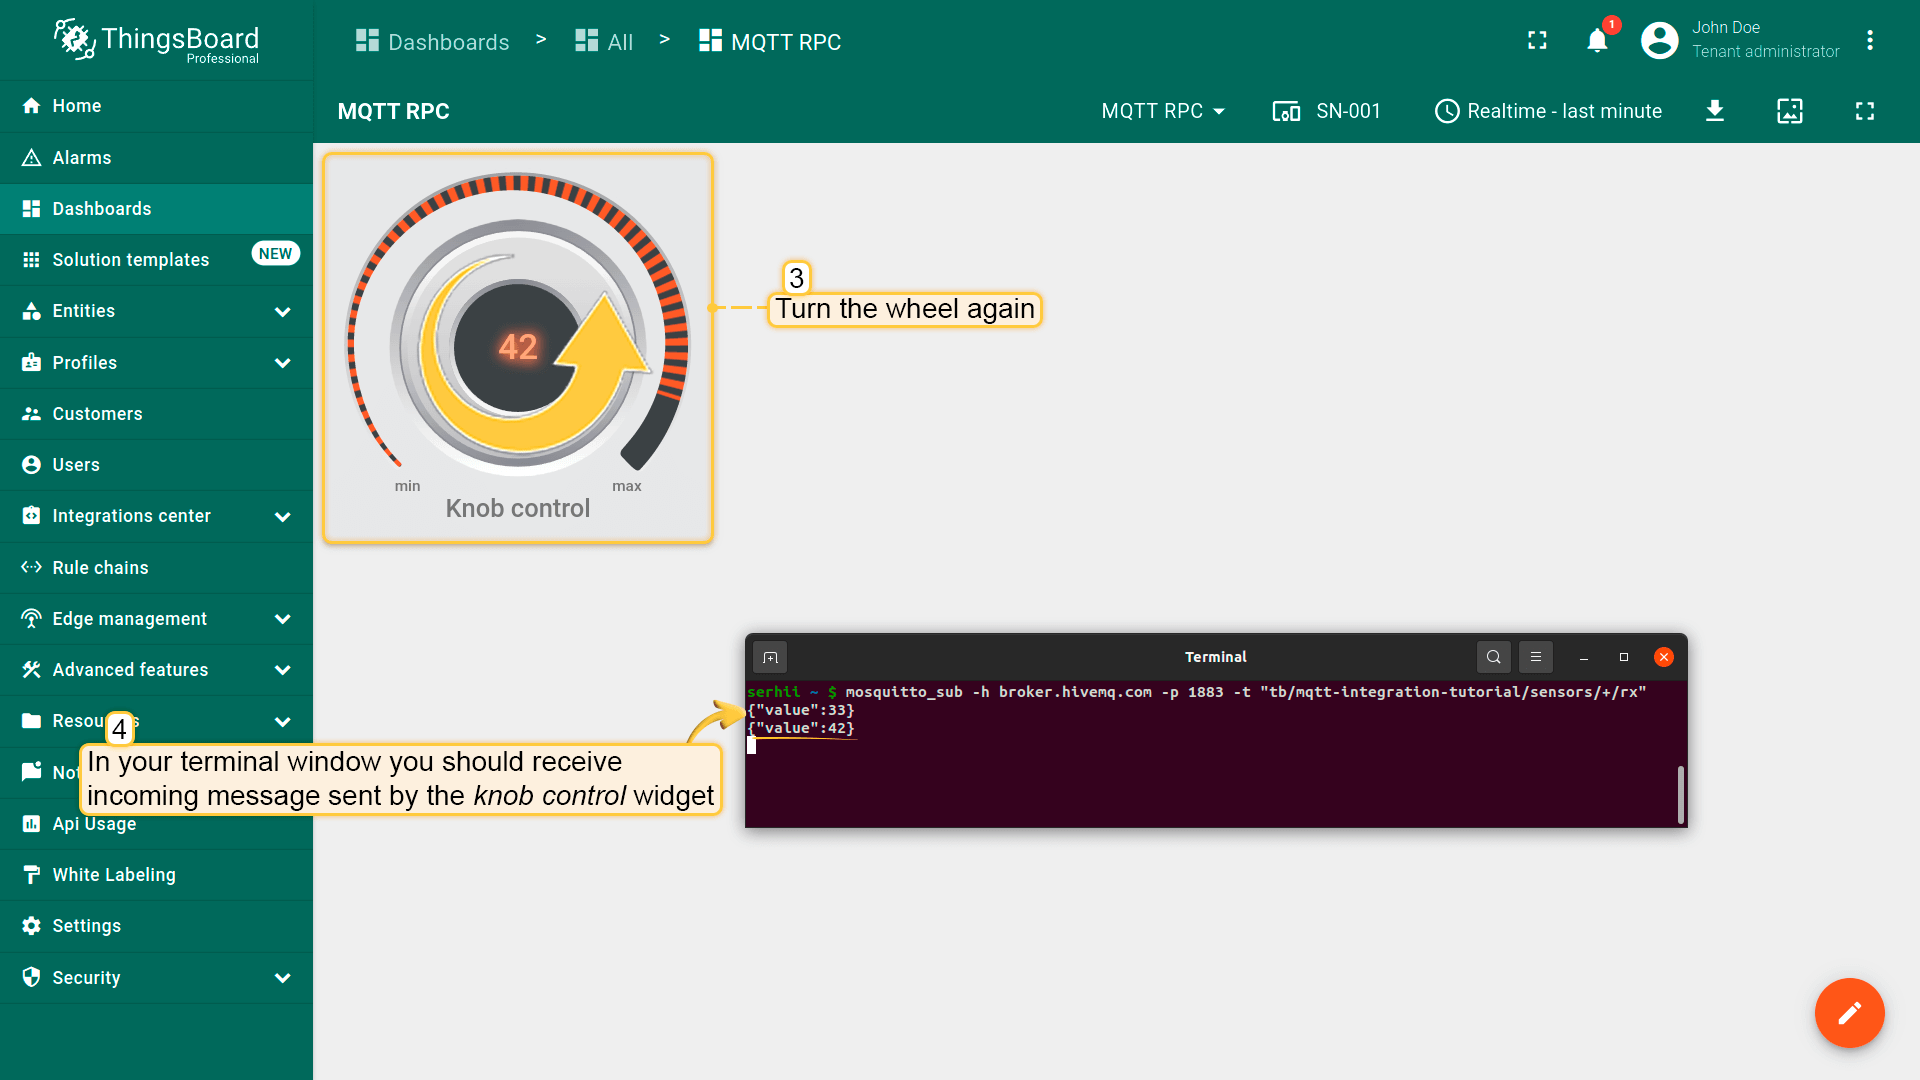 ThingsBoard
Professional
Dashboards > All > MQTT RPC
1
John Doe
Tenant administrator
MQTT RPC
MQTT RPC
SN-001
Realtime - last minute
Home
Alarms
Dashboards
Solution templates
NEW
Entities
Profiles
Customers
Users
Integrations center
Rule chains
Edge management
Advanced features
Api Usage
White Labeling
Settings
Security
42
min
max
Knob control
3
Turn the wheel again
4
In your terminal window you should receive
incoming message sent by the knob control widget
Terminal
serhii ~ $ mosquitto_sub -h broker.hivemq.com -p 1883 -t "tb/mqtt-integration-tutorial/sensors/+/rx"
{"value":33}
{"value":42}